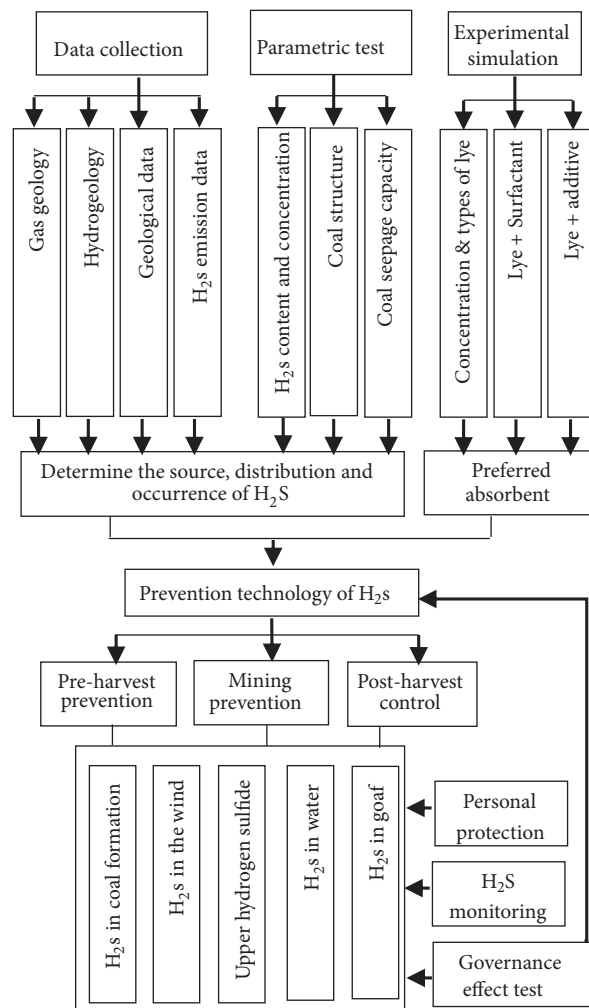 Data collection
Parametric test
Experimental
simulation
Gas geology
Hydrogeology
Geological data
H₂s emission data
H₂s content and concentration
Coal structure
Coal seepage capacity
Concentration & types of lye
Lye + Surfactant
Lye + additive
Determine the source, distribution and
occurrence of H₂S
Preferred
absorbent
Prevention technology of H₂s
Pre-harvest
prevention
Mining
prevention
Post-harvest
control
H₂s in coal formation
H₂s in the wind
Upper hydrogen sulfide
H₂s in water
H₂s in goaf
Personal
protection
H₂S
monitoring
Governance
effect test